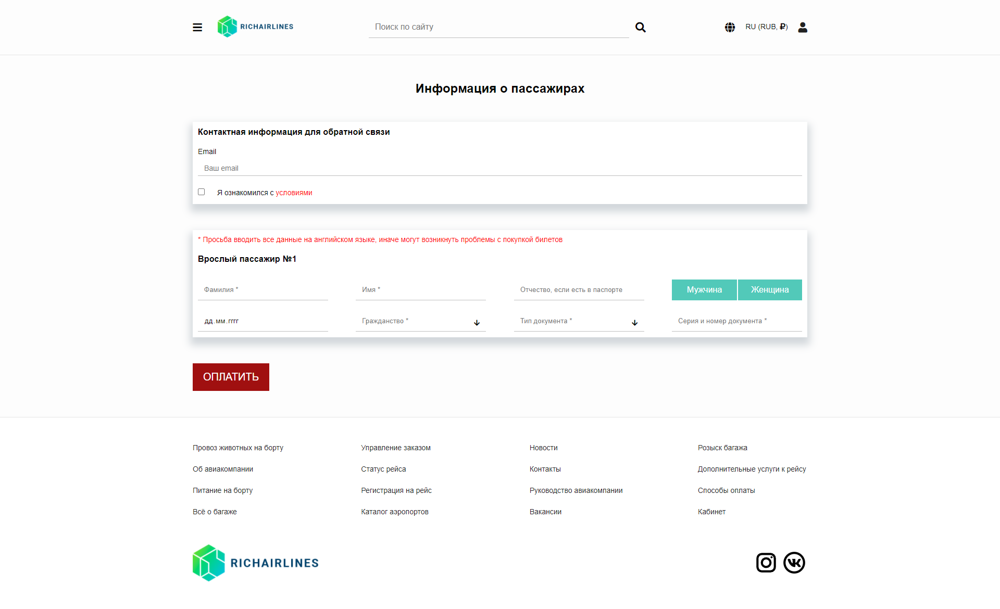 RICHAIRLINES
Поиск по сайту
RU (RUB, ₽)
Информация о пассажирах
Контактная информация для обратной связи
Email
Ваш email
Я ознакомился с условиями
* Просьба вводить все данные на английском языке, иначе могут возникнуть проблемы с покупкой билетов
Врослый пассажир №1
Фамилия *
Имя *
Отчество, если есть в паспорте
Мужчина
Женщина
дд.мм.гггг
Гражданство *
Тип документа *
Серия и номер документа *
ОПЛАТИТЬ
Провоз животных на борту
Управление заказом
Новости
Розыск багажа
Об авиакомпании
Статус рейса
Контакты
Дополнительные услуги к рейсу
Питание на борту
Регистрация на рейс
Руководство авиакомпании
Способы оплаты
Всё о багаже
Каталог аэропортов
Вакансии
Кабинет
RICHAIRLINES